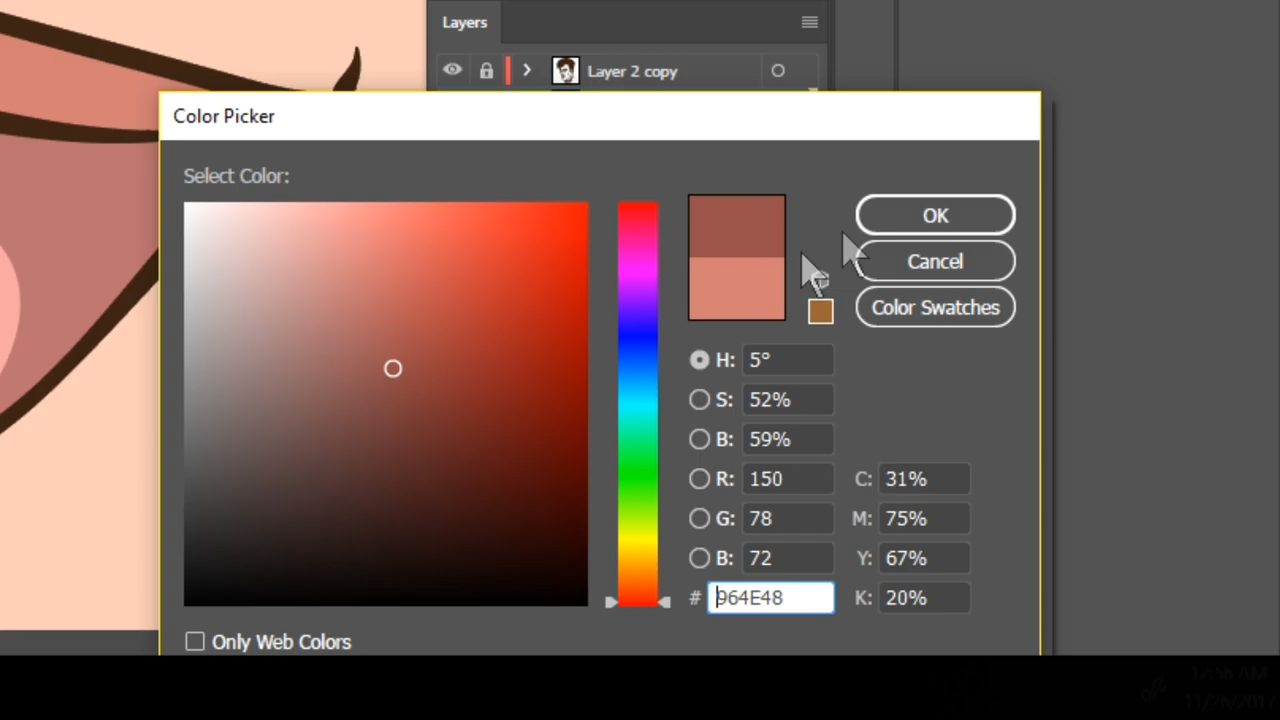 Layers
Layer 2 copy
Color Picker
Select Color:
OK
Cancel
Color Swatches
H: 5°
S: 52%
B: 59%
R: 150 C: 31%
G: 78 M: 75%
B: 72 Y: 67%
# 964E48 K: 20%
Only Web Colors